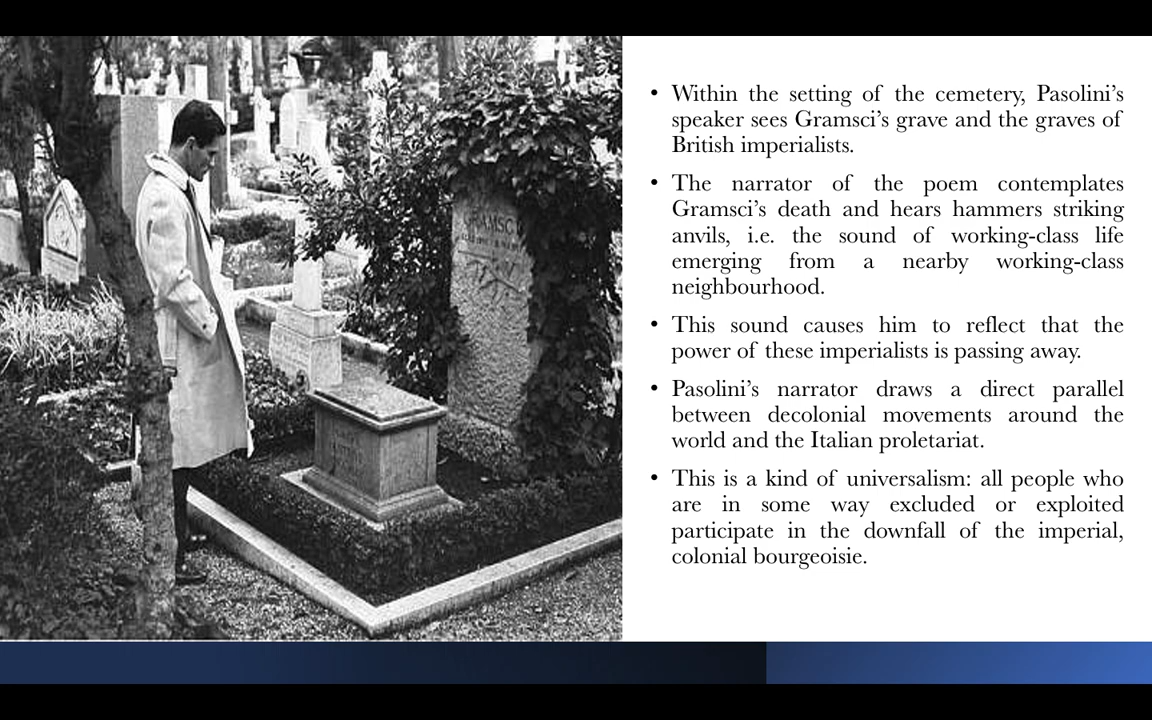 GRAMSCI
• Within the setting of the cemetery, Pasolini’s
speaker sees Gramsci’s grave and the graves of
British imperialists.
• The narrator of the poem contemplates
Gramsci’s death and hears hammers striking
anvils, i.e. the sound of working-class life
emerging from a nearby working-class
neighbourhood.
• This sound causes him to reflect that the
power of these imperialists is passing away.
• Pasolini’s narrator draws a direct parallel
between decolonial movements around the
world and the Italian proletariat.
• This is a kind of universalism: all people who
are in some way excluded or exploited
participate in the downfall of the imperial,
colonial bourgeoisie.